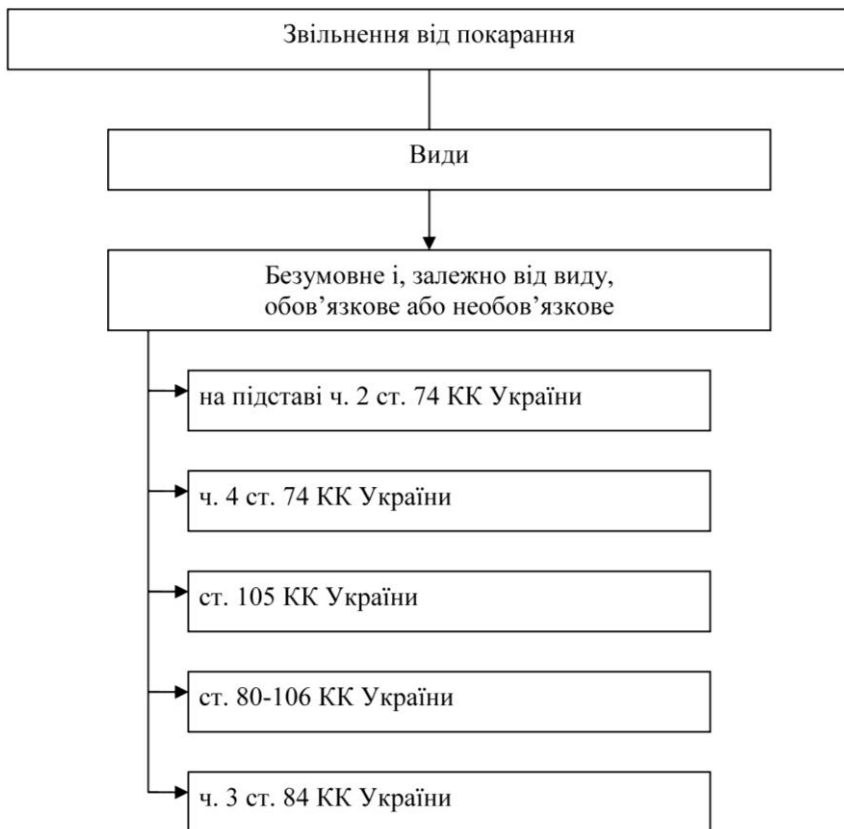 Звільнення від покарання
Види
Безумовне і, залежно від виду,
обов’язкове або необов’язкове
на підставі ч. 2 ст. 74 КК України
ч. 4 ст. 74 КК України
ст. 105 КК України
ст. 80-106 КК України
ч. 3 ст. 84 КК України